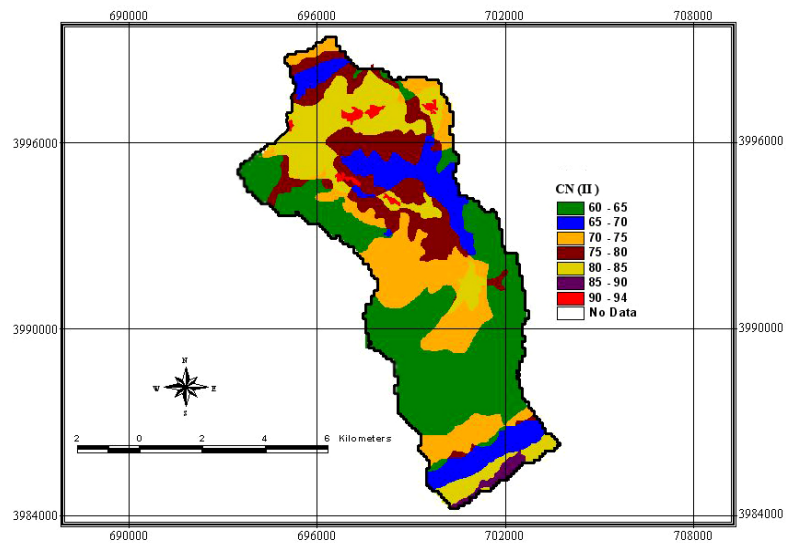 690000 696000 702000 708000
3996000 3996000
CN (II)
60 - 65
65 - 70
70 - 75
75 - 80
80 - 85
85 - 90
90 - 94
No Data
3990000 3990000
N
W E
S
2 0 2 4 6 Kilometers
3984000 3984000
690000 696000 702000 708000